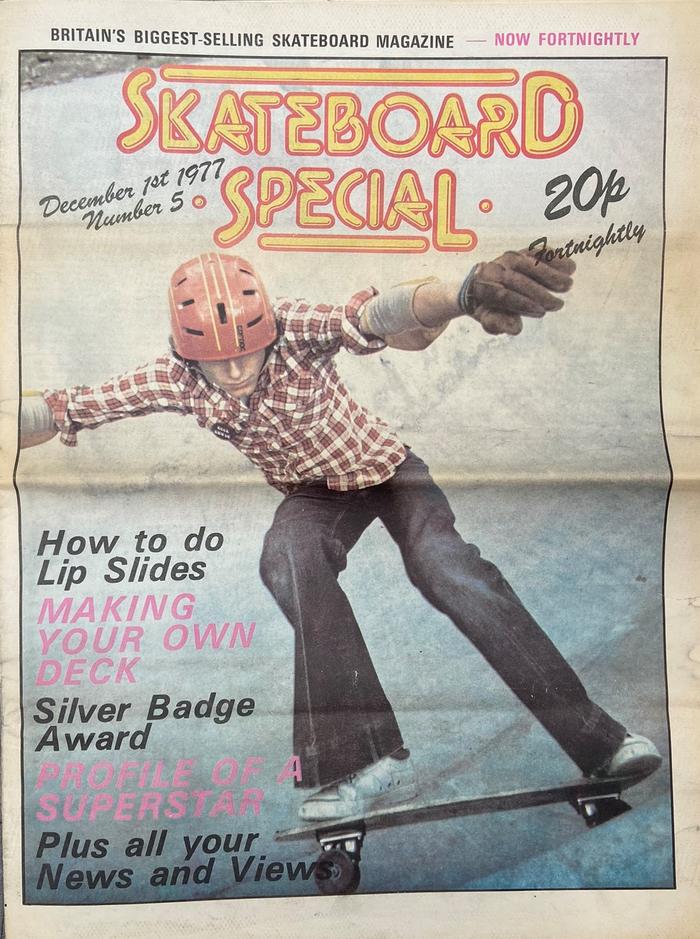 BRITAIN'S BIGGEST-SELLING SKATEBOARD MAGAZINE — NOW FORTNIGHTLY
SKATEBOARD
· SPECIAL ·
December 1st 1977
Number 5
20p
Fortnightly
How to do
Lip Slides
MAKING
YOUR OWN
DECK
Silver Badge
Award
PROFILE OF A
SUPERSTAR
Plus all your
News and Views